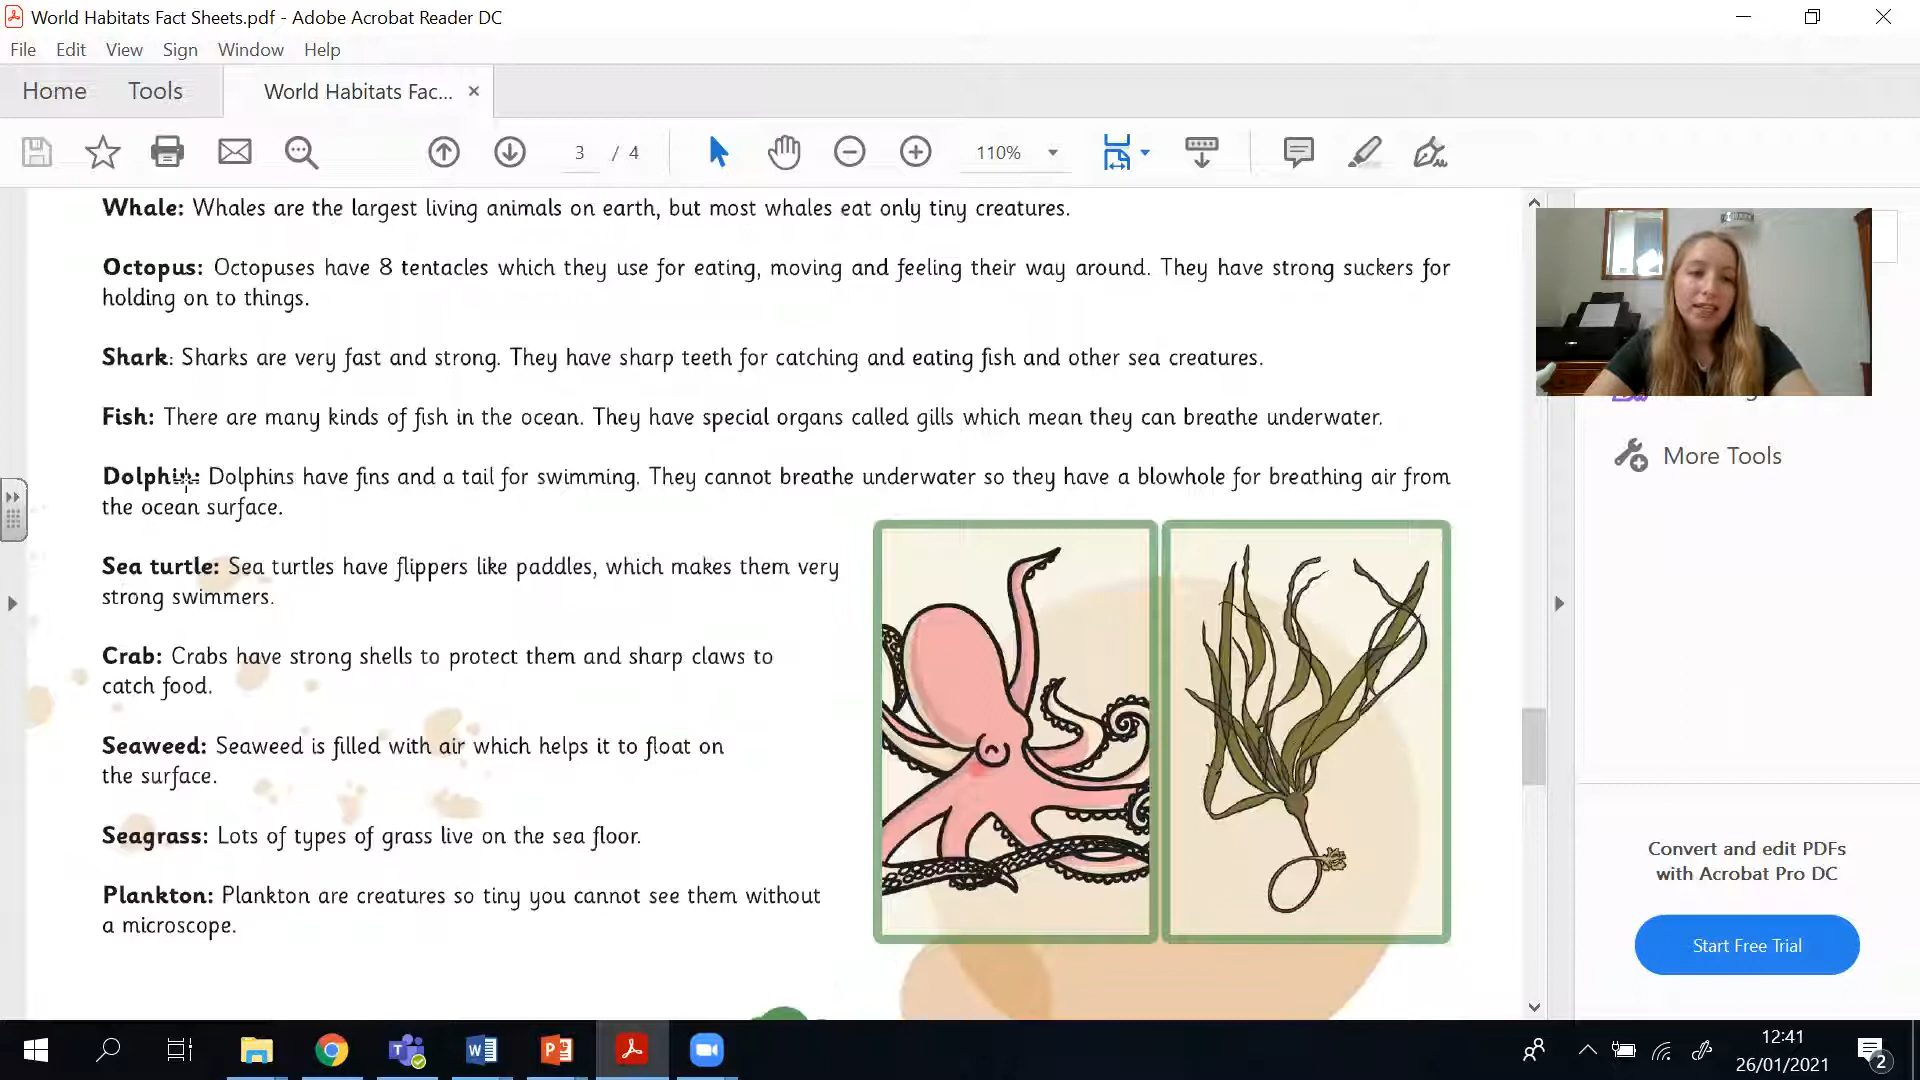 World Habitats Fact Sheets.pdf - Adobe Acrobat Reader DC
File Edit View Sign Window Help
Home Tools World Habitats Fac...
3 / 4 110%
Whale: Whales are the largest living animals on earth, but most whales eat only tiny creatures.
Octopus: Octopuses have 8 tentacles which they use for eating, moving and feeling their way around. They have strong suckers for
holding on to things.
Shark: Sharks are very fast and strong. They have sharp teeth for catching and eating fish and other sea creatures.
Fish: There are many kinds of fish in the ocean. They have special organs called gills which mean they can breathe underwater.
Dolphin: Dolphins have fins and a tail for swimming. They cannot breathe underwater so they have a blowhole for breathing air from
the ocean surface.
Sea turtle: Sea turtles have flippers like paddles, which makes them very
strong swimmers.
Crab: Crabs have strong shells to protect them and sharp claws to
catch food.
Seaweed: Seaweed is filled with air which helps it to float on
the surface.
Seagrass: Lots of types of grass live on the sea floor.
Plankton: Plankton are creatures so tiny you cannot see them without
a microscope.
More Tools
Convert and edit PDFs
with Acrobat Pro DC
Start Free Trial
12:41
26/01/2021
2